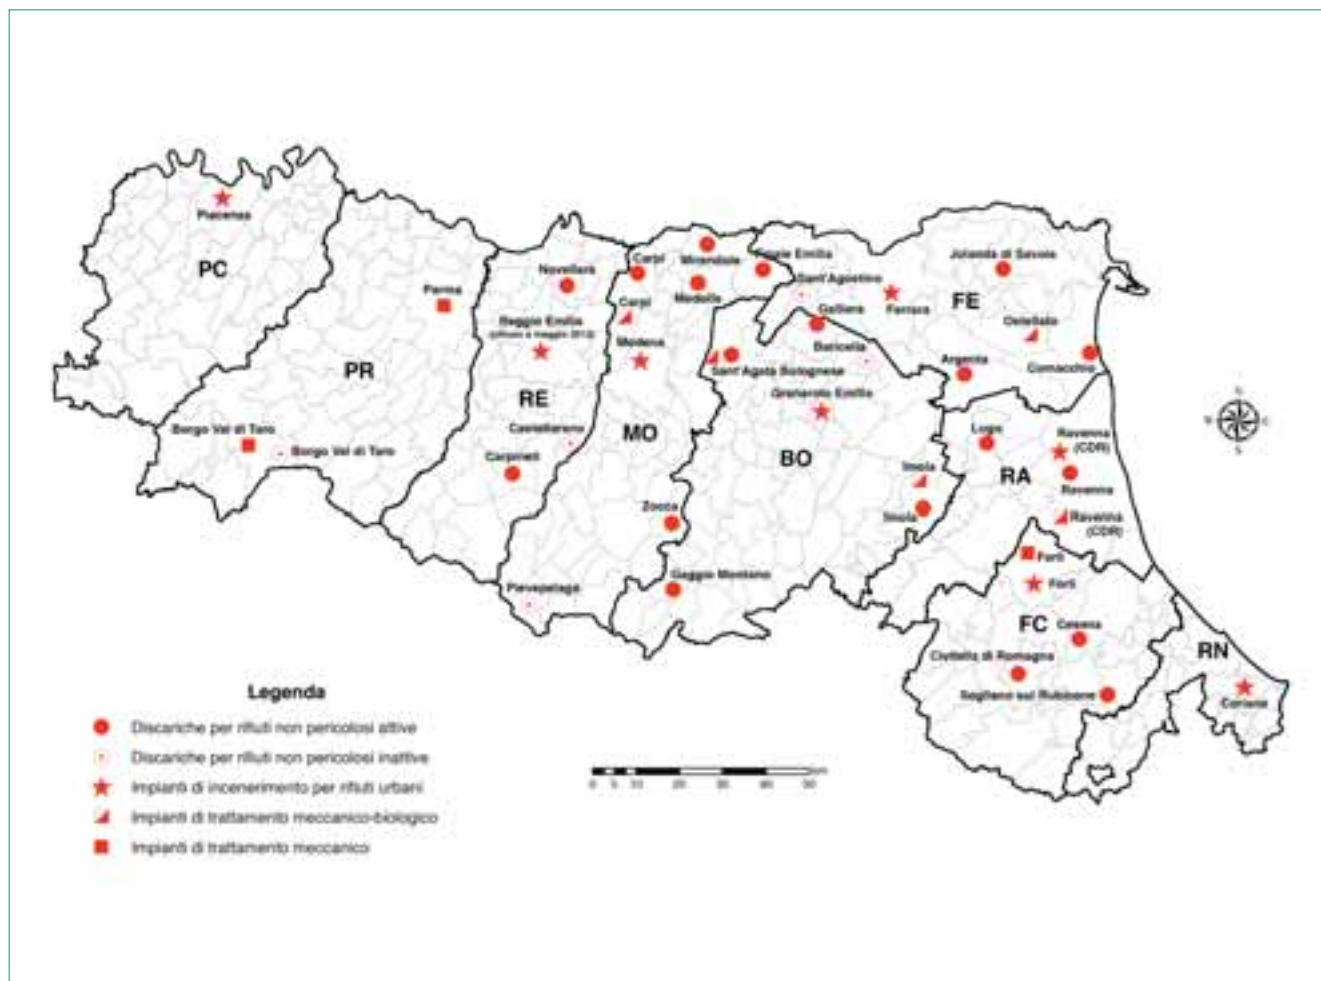 Piacenza
PC
PR
Parma
Borgo Val di Taro
Borgo Val di Taro
Novellara
Reggio Emilia
RE
Castellarano
Carpineti
Carpi
Carpi
Mirandola
Medolla
Modena
MO
Zocca
Pievepelago
Gaggio Montano
Finale Emilia
Sant'Agostino
Galliera
Baricella
Sant'Agata Bolognese
Granarolo Emilia
BO
Imola
Imola
Ferrara
FE
Jolanda di Savoia
Ostellato
Comacchio
Argenta
Lugo
RA
Ravenna
(CDR)
Ravenna
Ravenna
(CDR)
Forlì
Forlì
FC
Cesena
Civitella di Romagna
Sogliano sul Rubicone
RN
Coriano
Legenda
Discariche per rifiuti non pericolosi attive
Discariche per rifiuti non pericolosi inattive
Impianti di incenerimento per rifiuti urbani
Impianti di trattamento meccanico-biologico
Impianti di trattamento meccanico
0 5 10 20 30 40 50